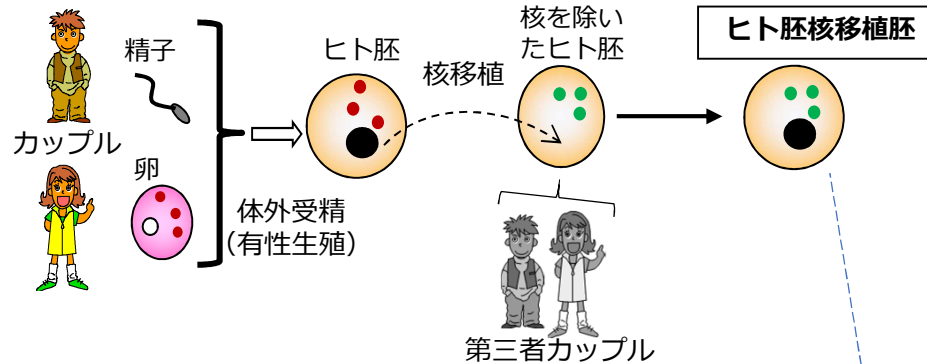 精子
カップル
卵
体外受精
(有性生殖)
ヒト胚
核移植
核を除い
たヒト胚
第三者カップル
ヒト胚核移植胚